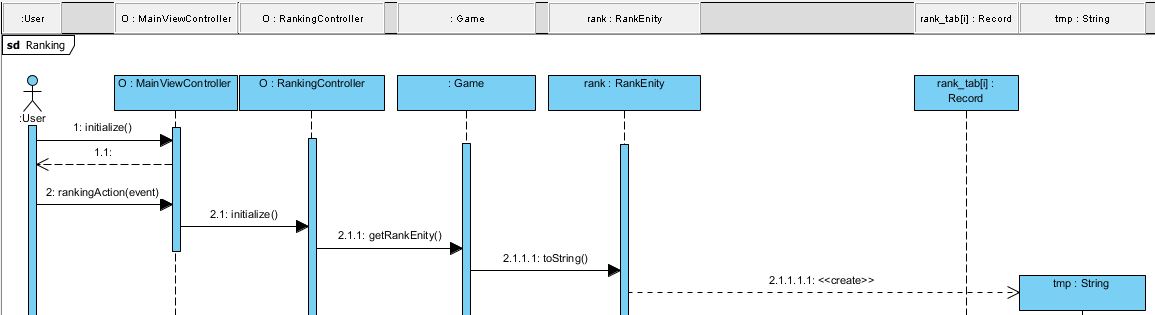 :User
O : MainViewController
O : RankingController
: Game
rank : RankEnity
rank_tab[i] : Record
tmp : String
sd Ranking
:User
O : MainViewController
O : RankingController
: Game
rank : RankEnity
rank_tab[i] :
Record
1: initialize()
1.1:
2: rankingAction(event)
2.1: initialize()
2.1.1: getRankEnity()
2.1.1.1: toString()
2.1.1.1.1: <<create>>
tmp : String